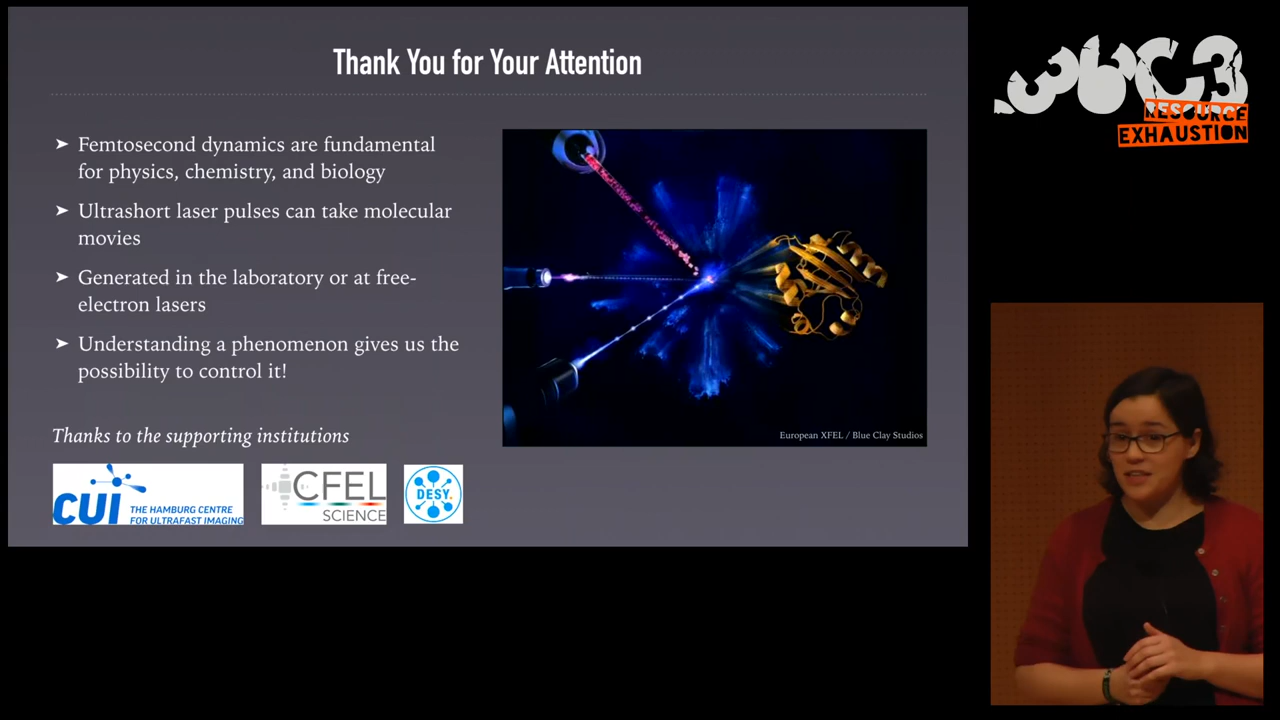 Thank You for Your Attention
➤ Femtosecond dynamics are fundamental
for physics, chemistry, and biology
➤ Ultrashort laser pulses can take molecular
movies
➤ Generated in the laboratory or at free-
electron lasers
➤ Understanding a phenomenon gives us the
possibility to control it!
European XFEL / Blue Clay Studios
Thanks to the supporting institutions
CUI THE HAMBURG CENTRE
FOR ULTRAFAST IMAGING
CFEL
SCIENCE
DESY.
36C3
RESOURCE
EXHAUSTION